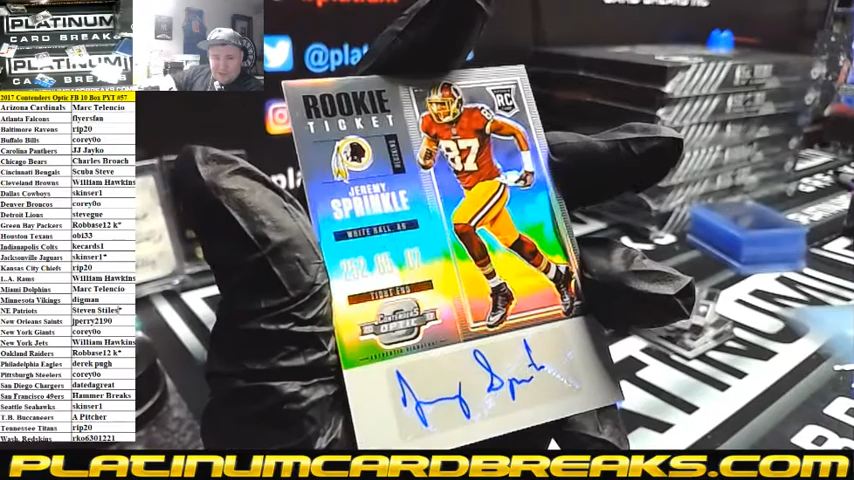 PLATINUM
CARD BREAKS
PLATINUM
@pla
2017 Contenders Optic FB 10 Box PYT #57
Arizona Cardinals Marc Telencio
Atlanta Falcons flyersfan
Baltimore Ravens rip20
Buffalo Bills corey0o
Carolina Panthers JJ Jayko
Chicago Bears Charles Broach
Cincinnati Bengals Scuba Steve
Cleveland Browns William Hawkins
Dallas Cowboys skinser1
Denver Broncos corey0o
Detroit Lions stevegue
Green Bay Packers Robbase12 k*
Houston Texans obi33
Indianapolis Colts kecards1
Jacksonville Jaguars skinser1*
Kansas City Chiefs rip20
L.A. Rams William Hawkins
Miami Dolphins Marc Telencio
Minnesota Vikings digman
NE Patriots Steven Stiles*
New Orleans Saints jperry2190
New York Giants corey0o
New York Jets William Hawkins
Oakland Raiders Robbase12 k*
Philadelphia Eagles derek pugh
Pittsburgh Steelers corey0o
San Diego Chargers datedagreat
San Francisco 49ers Hammer Breaks
Seattle Seahawks skinser1
T.B. Buccaneers A Pitcher
Tennessee Titans rip20
Wash. Redskins rko6301221
ROOKIE
TICKET
RC
REDSKINS
JEREMY
SPRINKLE
WHITE HALL, AR
TIGHT END
CONTENDERS
OPTIC
AUTHENTIC SIGNATURE
87
PLATINUMCARDBREAKS.COM